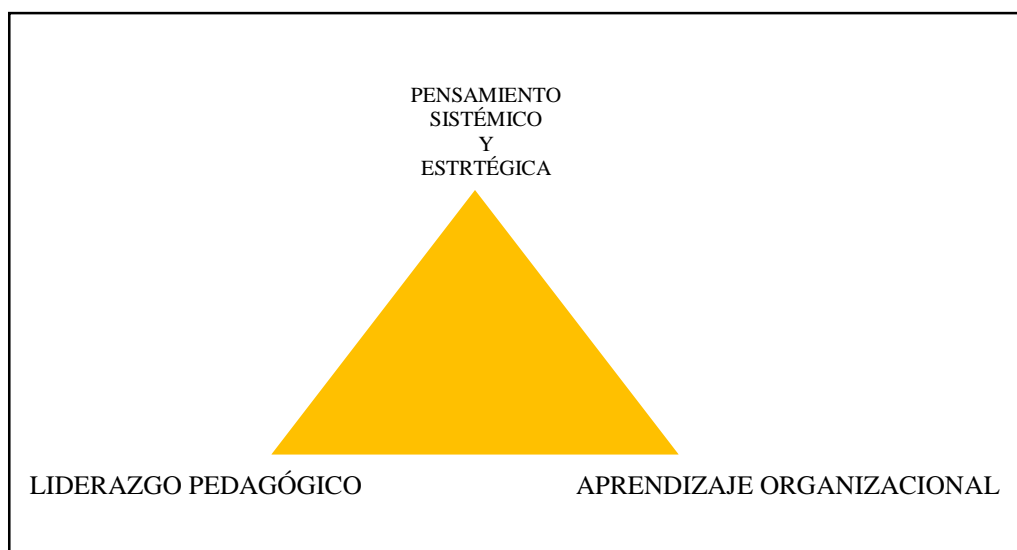 PENSAMIENTO
SISTÉMICO
Y
ESTRTÉGICA
LIDERAZGO PEDAGÓGICO
APRENDIZAJE ORGANIZACIONAL